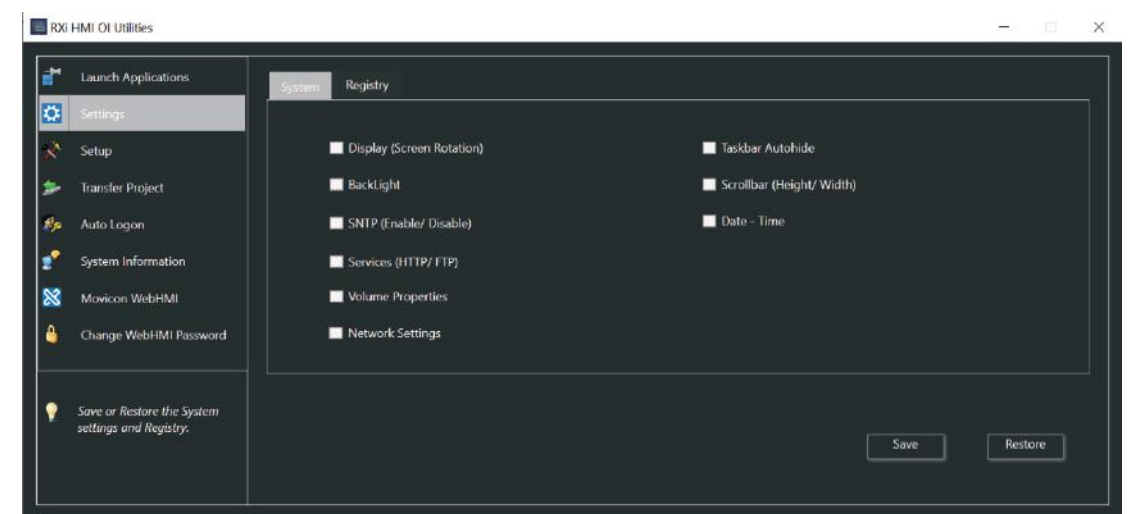 RXi HMI OI Utilities
Launch Applications
Settings
Setup
Transfer Project
Auto Logon
System Information
Movicon WebHMI
Change WebHMI Password
Save or Restore the System
settings and Registry.
System
Registry
Display (Screen Rotation)
BackLight
SNTP (Enable/ Disable)
Services (HTTP/ FTP)
Volume Properties
Network Settings
Taskbar Autohide
Scrollbar (Height/ Width)
Date - Time
Save
Restore